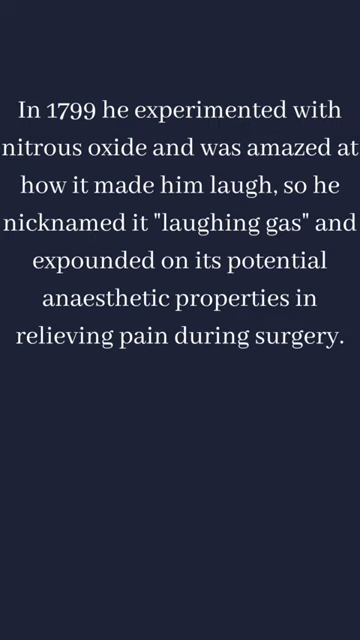 In 1799 he experimented with
nitrous oxide and was amazed at
how it made him laugh, so he
nicknamed it "laughing gas" and
expounded on its potential
anaesthetic properties in
relieving pain during surgery.